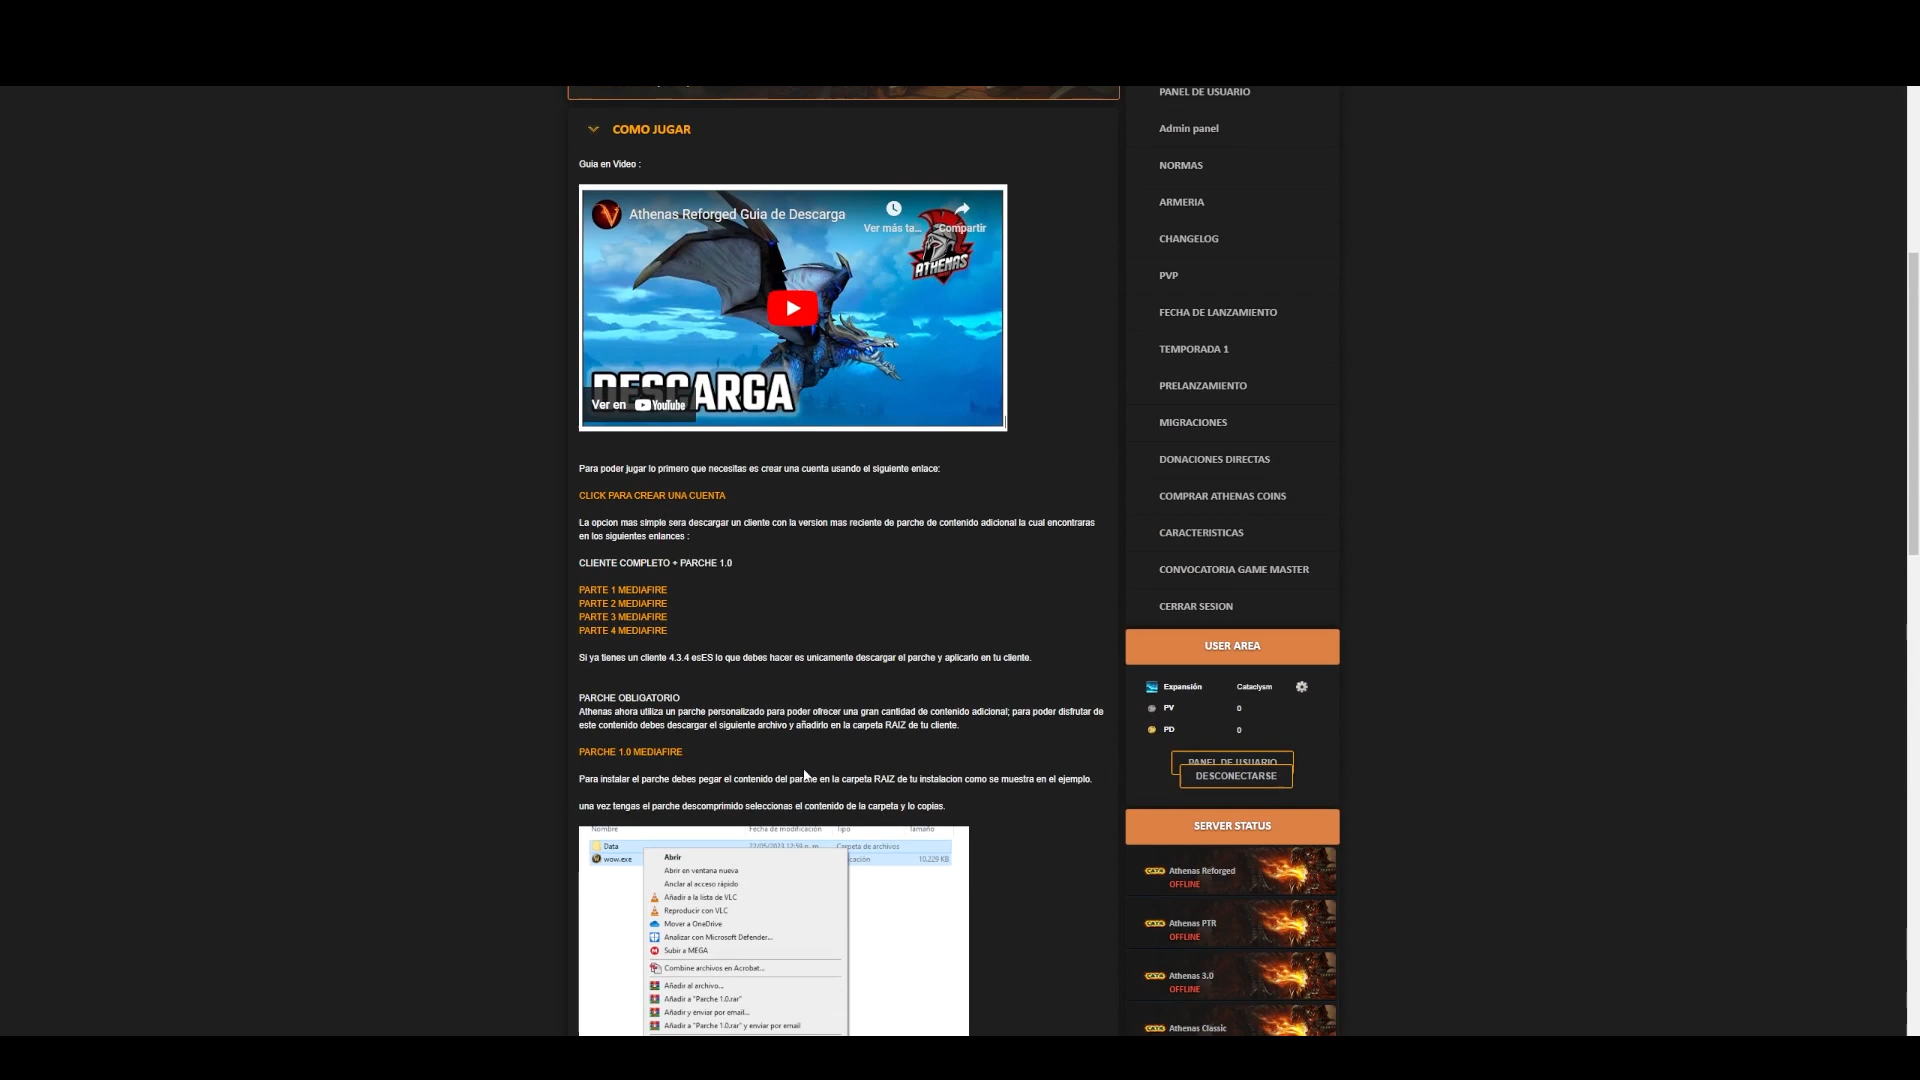 COMO JUGAR
Guia en Video :
Athenas Reforged Guia de Descarga
Ver más ta...
Compartir
ATHENAS
DESCARGA
Ver en YouTube
Para poder jugar lo primero que necesitas es crear una cuenta usando el siguiente enlace:
CLICK PARA CREAR UNA CUENTA
La opcion mas simple sera descargar un cliente con la version mas reciente de parche de contenido adicional la cual encontraras
en los siguientes enlances :
CLIENTE COMPLETO + PARCHE 1.0
PARTE 1 MEDIAFIRE
PARTE 2 MEDIAFIRE
PARTE 3 MEDIAFIRE
PARTE 4 MEDIAFIRE
Si ya tienes un cliente 4.3.4 esES lo que debes hacer es unicamente descargar el parche y aplicarlo en tu cliente.
PARCHE OBLIGATORIO
Athenas ahora utiliza un parche personalizado para poder ofrecer una gran cantidad de contenido adicional; para poder disfrutar de
este contenido debes descargar el siguiente archivo y añadirlo en la carpeta RAIZ de tu cliente.
PARCHE 1.0 MEDIAFIRE
Para instalar el parche debes pegar el contenido del parche en la carpeta RAIZ de tu instalacion como se muestra en el ejemplo.
una vez tengas el parche descomprimido seleccionas el contenido de la carpeta y lo copias.
Nombre Fecha de modificación Tipo Tamaño
Data 22/05/2023 12:59 p. m. Carpeta de archivos
wow.exe cación 10,229 KB
Abrir
Abrir en ventana nueva
Anclar al acceso rápido
Añadir a la lista de VLC
Reproducir con VLC
Mover a OneDrive
Analizar con Microsoft Defender...
Subir a MEGA
Combine archivos en Acrobat...
Añadir al archivo...
Añadir a "Parche 1.0.rar"
Añadir y enviar por email...
Añadir a "Parche 1.0.rar" y enviar por email
PANEL DE USUARIO
Admin panel
NORMAS
ARMERIA
CHANGELOG
PVP
FECHA DE LANZAMIENTO
TEMPORADA 1
PRELANZAMIENTO
MIGRACIONES
DONACIONES DIRECTAS
COMPRAR ATHENAS COINS
CARACTERISTICAS
CONVOCATORIA GAME MASTER
CERRAR SESION
USER AREA
Expansión Cataclysm
PV 0
PD 0
PANEL DE USUARIO
DESCONECTARSE
SERVER STATUS
CATA Athenas Reforged
OFFLINE
CATA Athenas PTR
OFFLINE
CATA Athenas 3.0
OFFLINE
CATA Athenas Classic